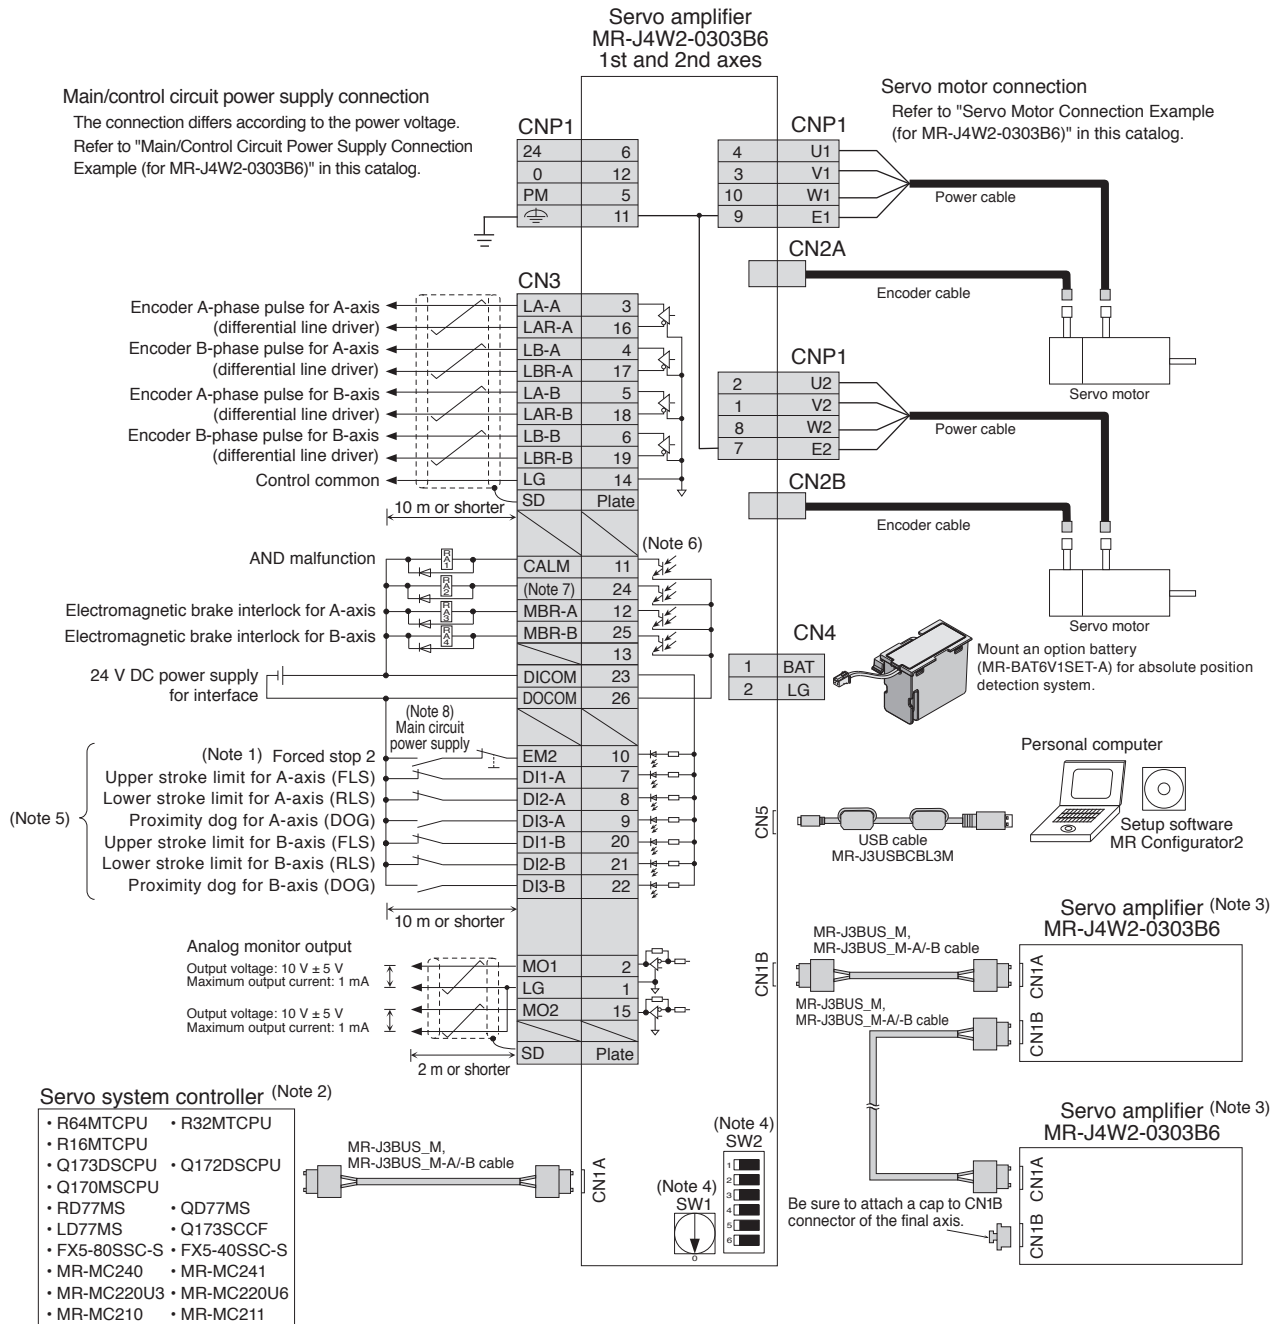 Servo amplifier
MR-J4W2-0303B6
1st and 2nd axes
Main/control circuit power supply connection
The connection differs according to the power voltage.
Refer to "Main/Control Circuit Power Supply Connection
Example (for MR-J4W2-0303B6)" in this catalog.
Servo motor connection
Refer to "Servo Motor Connection Example
(for MR-J4W2-0303B6)" in this catalog.
CNP1
24 6
0 12
PM 5
11
CNP1
4 U1
3 V1
10 W1
9 E1
Power cable
CN2A
Encoder cable
Servo motor
CNP1
2 U2
1 V2
8 W2
7 E2
Power cable
CN2B
Encoder cable
Servo motor
CN3
Encoder A-phase pulse for A-axis LA-A 3
(differential line driver) LAR-A 16
Encoder B-phase pulse for A-axis LB-A 4
(differential line driver) LBR-A 17
Encoder A-phase pulse for B-axis LA-B 5
(differential line driver) LAR-B 18
Encoder B-phase pulse for B-axis LB-B 6
(differential line driver) LBR-B 19
Control common LG 14
SD Plate
10 m or shorter
(Note 6)
AND malfunction RA1 CALM 11
RA2 (Note 7) 24
Electromagnetic brake interlock for A-axis RA3 MBR-A 12
Electromagnetic brake interlock for B-axis RA4 MBR-B 25
13
24 V DC power supply DICOM 23
for interface DOCOM 26
(Note 8)
Main circuit
power supply
(Note 1) Forced stop 2 EM2 10
Upper stroke limit for A-axis (FLS) DI1-A 7
Lower stroke limit for A-axis (RLS) DI2-A 8
(Note 5)
Proximity dog for A-axis (DOG) DI3-A 9
Upper stroke limit for B-axis (FLS) DI1-B 20
Lower stroke limit for B-axis (RLS) DI2-B 21
Proximity dog for B-axis (DOG) DI3-B 22
10 m or shorter
Analog monitor output
Output voltage: 10 V ± 5 V
Maximum output current: 1 mA
Output voltage: 10 V ± 5 V
Maximum output current: 1 mA
MO1 2
LG 1
MO2 15
SD Plate
2 m or shorter
CN4
1 BAT
2 LG
Mount an option battery
(MR-BAT6V1SET-A) for absolute position
detection system.
Personal computer
CN5
USB cable
MR-J3USBCBL3M
Setup software
MR Configurator2
Servo amplifier (Note 3)
MR-J4W2-0303B6
MR-J3BUS_M,
MR-J3BUS_M-A/-B cable
CN1B
CN1A
MR-J3BUS_M,
MR-J3BUS_M-A/-B cable
CN1B
Servo amplifier (Note 3)
MR-J4W2-0303B6
CN1A
Be sure to attach a cap to CN1B
connector of the final axis.
CN1B
Servo system controller (Note 2)
• R64MTCPU • R32MTCPU
• R16MTCPU
• Q173DSCPU • Q172DSCPU
• Q170MSCPU
• RD77MS • QD77MS
• LD77MS • Q173SCCF
• FX5-80SSC-S • FX5-40SSC-S
• MR-MC240 • MR-MC241
• MR-MC220U3 • MR-MC220U6
• MR-MC210 • MR-MC211
MR-J3BUS_M,
MR-J3BUS_M-A/-B cable
CN1A
(Note 4)
SW1
0
(Note 4)
SW2
1
2
3
4
5
6